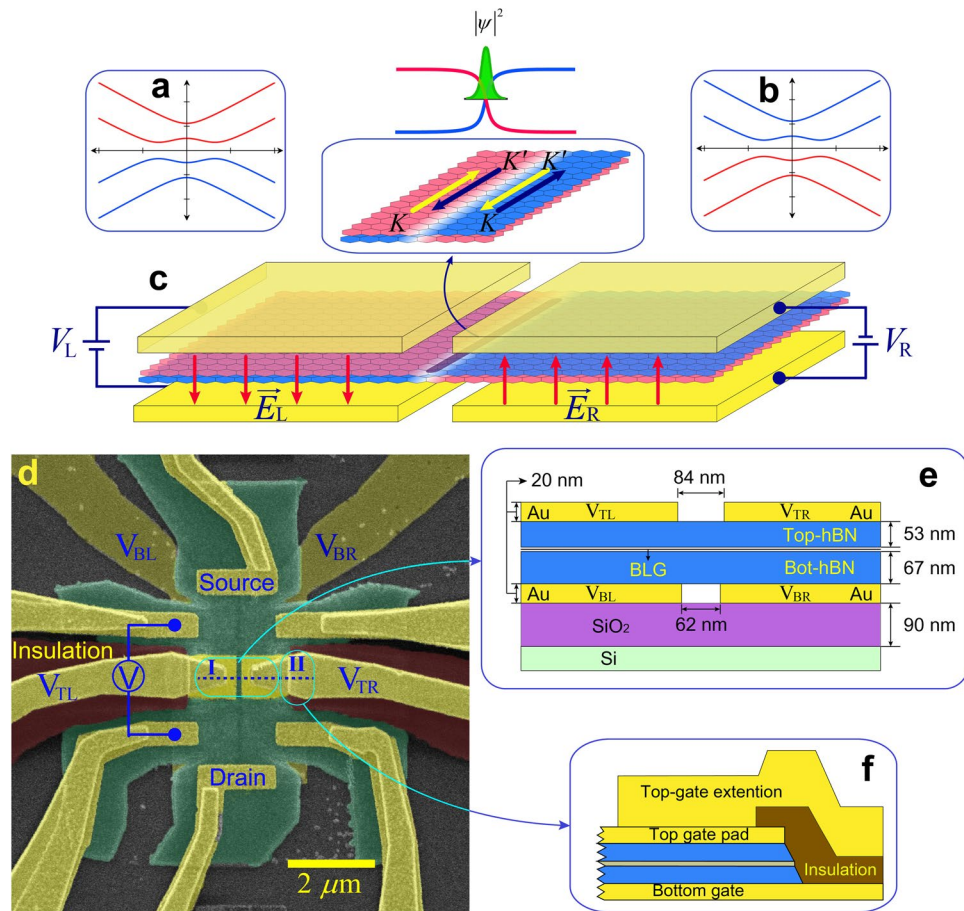 |ψ|²
a
b
K′
K′
K
K
c
V_L
V_R
E⃗_L
E⃗_R
d
V_BL
V_BR
Source
Insulation
V_TL
V
I
II
V_TR
Drain
2 μm
e
20 nm
84 nm
Au
V_TL
V_TR
Au
Top-hBN
53 nm
BLG
Bot-hBN
67 nm
Au
V_BL
V_BR
Au
62 nm
SiO₂
90 nm
Si
f
Top-gate extention
Top gate pad
Insulation
Bottom gate